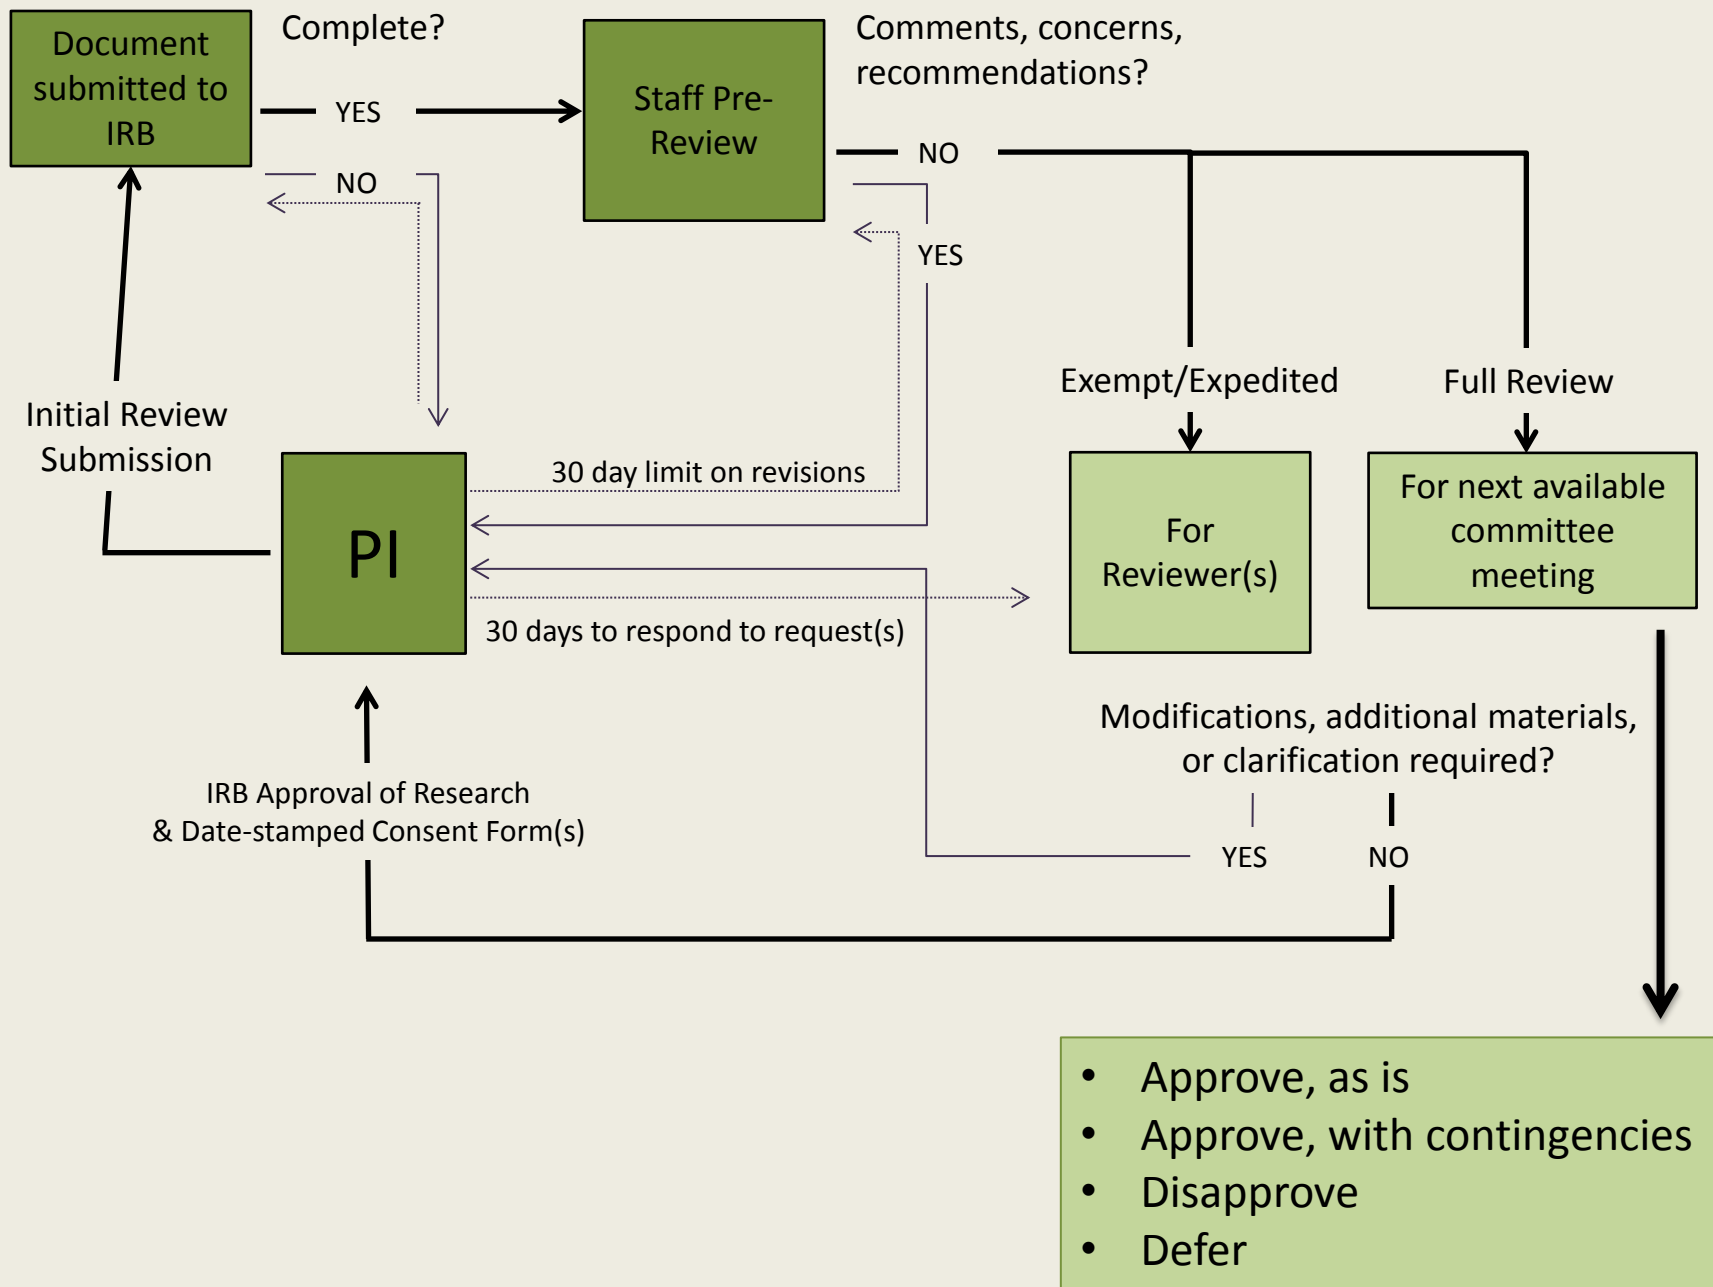 Document
submitted to
IRB
Complete?
YES
NO
Staff Pre-
Review
Comments, concerns,
recommendations?
NO
YES
Exempt/Expedited
Full Review
Initial Review
Submission
PI
30 day limit on revisions
30 days to respond to request(s)
For
Reviewer(s)
For next available
committee
meeting
Modifications, additional materials,
or clarification required?
YES
NO
IRB Approval of Research
& Date-stamped Consent Form(s)
• Approve, as is
• Approve, with contingencies
• Disapprove
• Defer